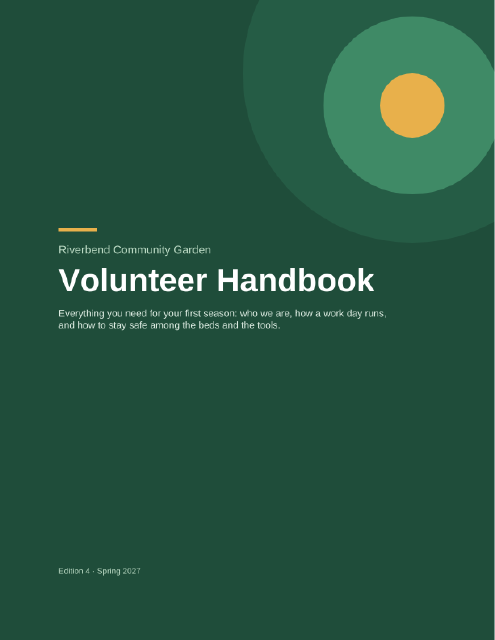 Riverbend Community Garden
Volunteer Handbook
Everything you need for your first season: who we are, how a work day runs,
and how to stay safe among the beds and the tools.
Edition 4 - Spring 2027